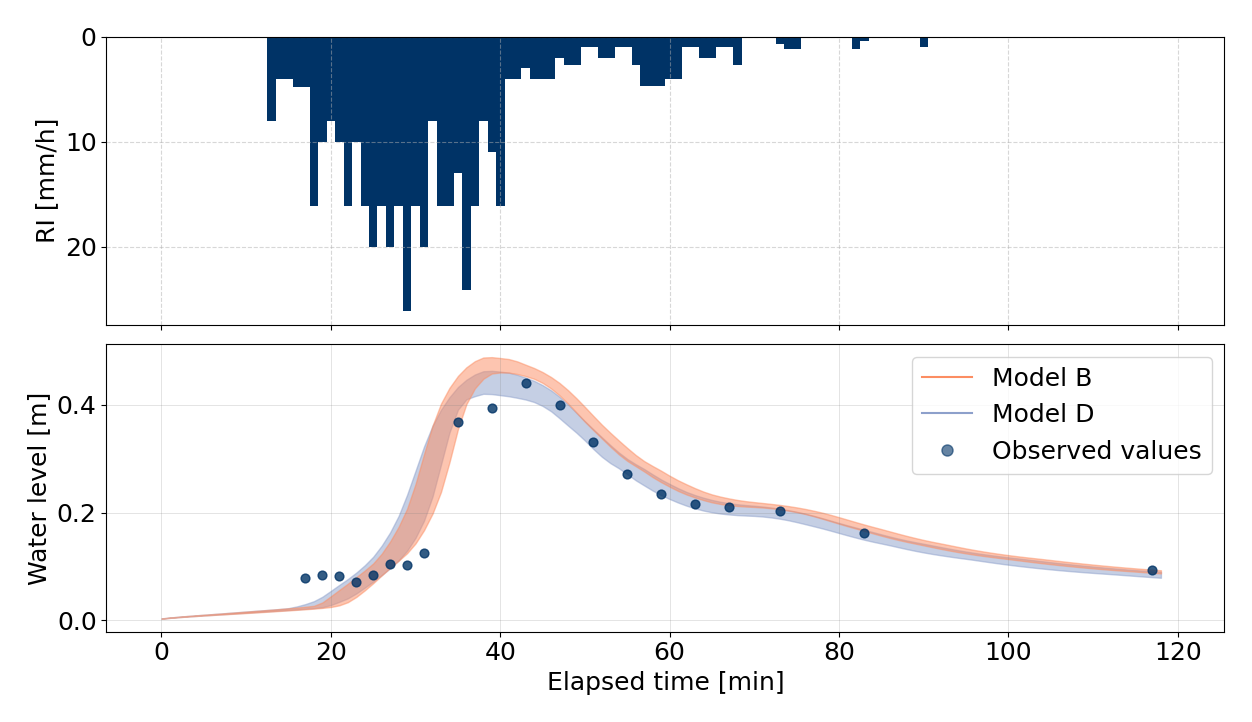 0
10
20
RI [mm/h]
0.4
0.2
0.0
Water level [m]
Model B
Model D
Observed values
0 20 40 60 80 100 120
Elapsed time [min]